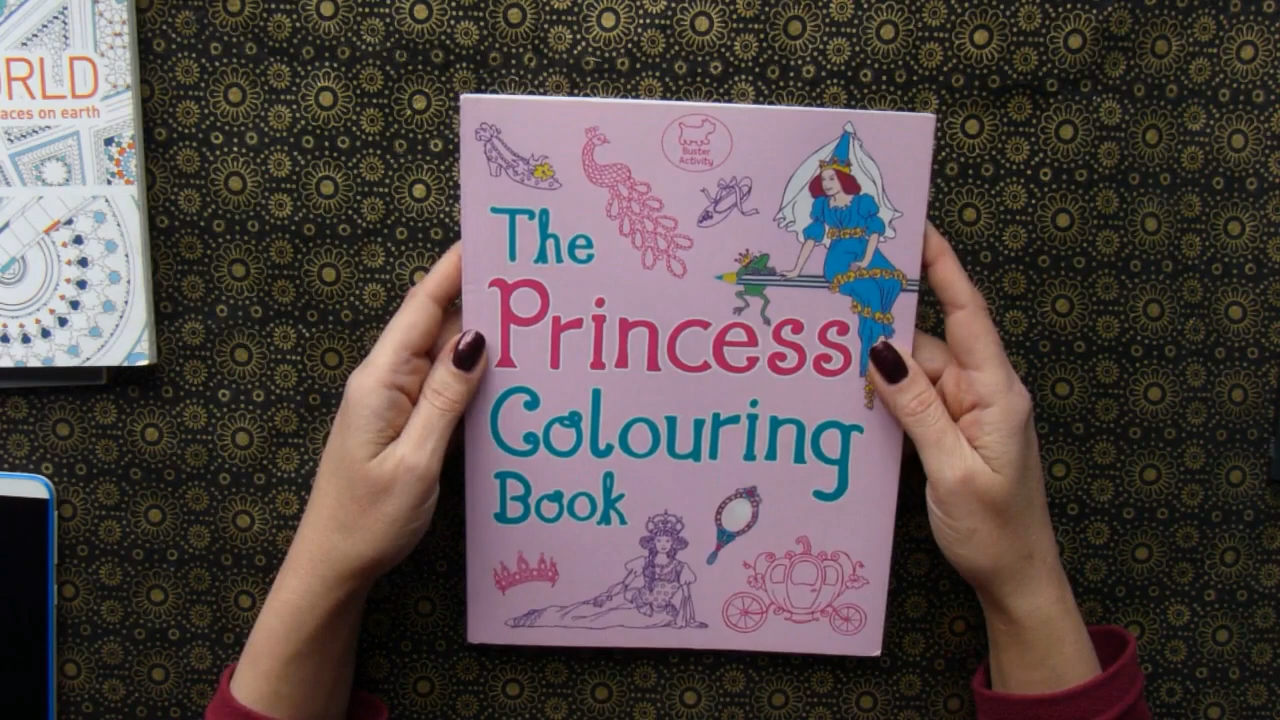 RLD
aces on earth
Buster
Activity
The
Princess
Colouring
Book